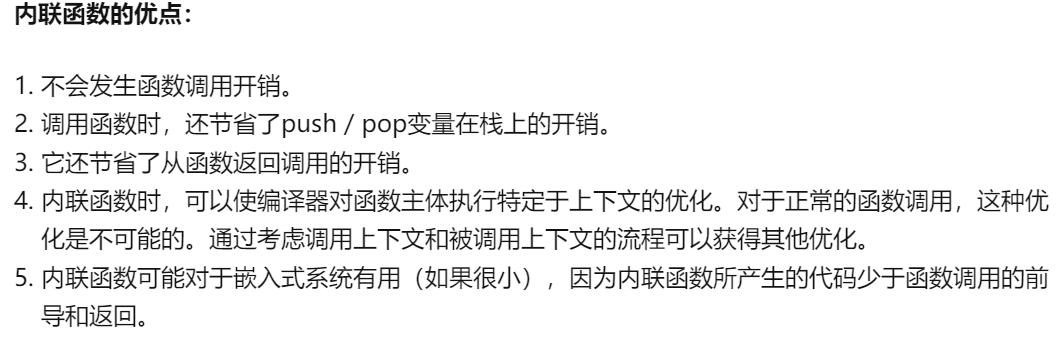 内联函数的优点：
1. 不会发生函数调用开销。
2. 调用函数时，还节省了push / pop变量在栈上的开销。
3. 它还节省了从函数返回调用的开销。
4. 内联函数时，可以使编译器对函数主体执行特定于上下文的优化。对于正常的函数调用，这种优
化是不可能的。通过考虑调用上下文和被调用上下文的流程可以获得其他优化。
5. 内联函数可能对于嵌入式系统有用（如果很小），因为内联函数所产生的代码少于函数调用的前
导和返回。